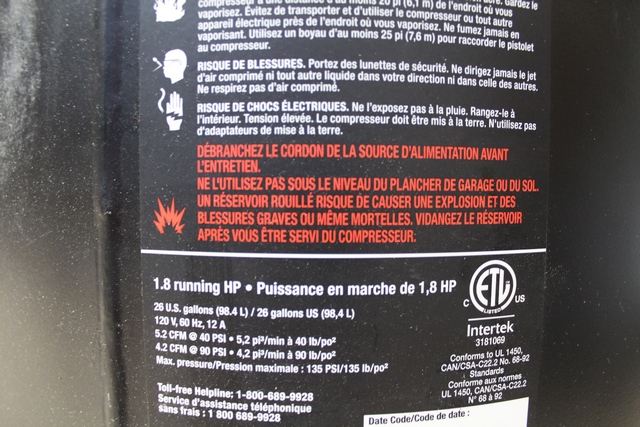 compresseur à une distance d'au moins 20 pi (6,1 m) de l'endroit où vous
vaporisez. Évitez de transporter et d'utiliser le compresseur ou tout autre
appareil électrique près de l'endroit où vous vaporisez. Ne fumez jamais en
vaporisant. Utilisez un boyau d'au moins 25 pi (7,6 m) pour raccorder le pistolet
au compresseur.
RISQUE DE BLESSURES. Portez des lunettes de sécurité. Ne dirigez jamais le jet
d'air comprimé ni tout autre liquide dans votre direction ni dans celle des autres.
Ne respirez pas d'air comprimé.
RISQUE DE CHOCS ÉLECTRIQUES. Ne l'exposez pas à la pluie. Rangez-le à
l'intérieur. Tension élevée. Le compresseur doit être mis à la terre. N'utilisez pas
d'adaptateurs de mise à la terre.
DÉBRANCHEZ LE CORDON DE LA SOURCE D'ALIMENTATION AVANT
L'ENTRETIEN.
NE L'UTILISEZ PAS SOUS LE NIVEAU DU PLANCHER DE GARAGE OU DU SOL.
UN RÉSERVOIR ROUILLÉ RISQUE DE CAUSER UNE EXPLOSION ET DES
BLESSURES GRAVES OU MÊME MORTELLES. VIDANGEZ LE RÉSERVOIR
APRÈS VOUS ÊTRE SERVI DU COMPRESSEUR.
1.8 running HP • Puissance en marche de 1,8 HP
26 U.S. gallons (98.4 L) / 26 gallons US (98,4 L)
120 V, 60 Hz, 12 A
5.2 CFM @ 40 PSI • 5,2 pi³/min à 40 lb/po²
4.2 CFM @ 90 PSI • 4,2 pi³/min à 90 lb/po²
Max. pressure/Pression maximale : 135 PSI/135 lb/po²
Toll-free Helpline: 1-800-689-9928
Service d'assistance téléphonique
sans frais : 1 800 689-9928
C ETL US
LISTED
Intertek
3181069
Conforms to UL 1450,
CAN/CSA-C22.2 No. 68-92
Standards
Conforme aux normes
UL 1450, CAN/CSA-C22.2
N° 68 à 92
Date Code/Code de date :